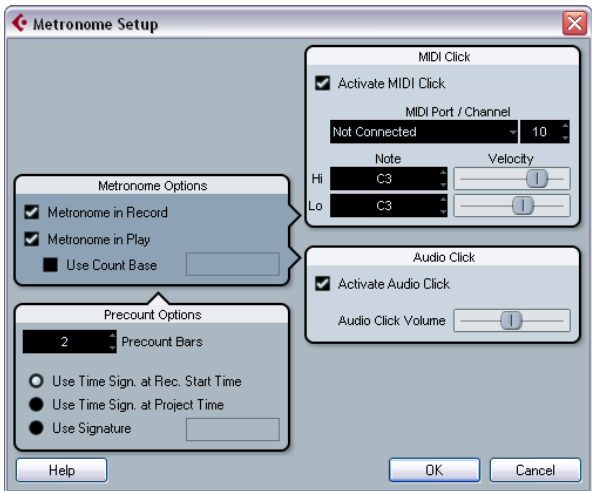 Metronome Setup
MIDI Click
Activate MIDI Click
MIDI Port / Channel
Not Connected 10
Note Velocity
Hi C3
Lo C3
Metronome Options
Metronome in Record
Metronome in Play
Use Count Base
Audio Click
Activate Audio Click
Audio Click Volume
Precount Options
2 Precount Bars
Use Time Sign. at Rec. Start Time
Use Time Sign. at Project Time
Use Signature
Help OK Cancel